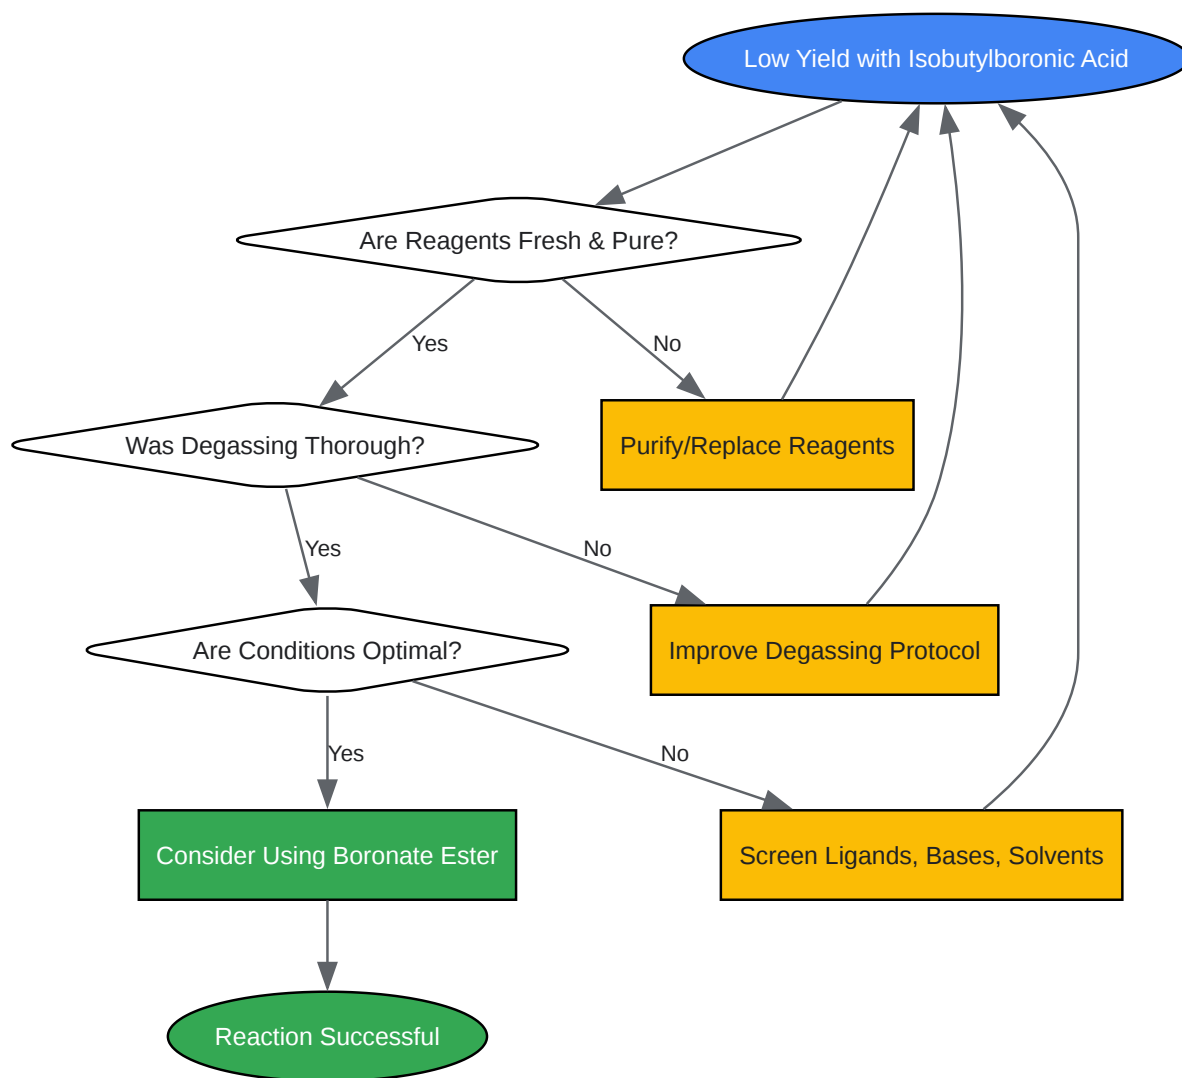 Low Yield with Isobutylboronic Acid
Are Reagents Fresh & Pure?
Yes
No
Was Degassing Thorough?
Purify/Replace Reagents
Yes
No
Are Conditions Optimal?
Improve Degassing Protocol
Yes
No
Consider Using Boronate Ester
Screen Ligands, Bases, Solvents
Reaction Successful